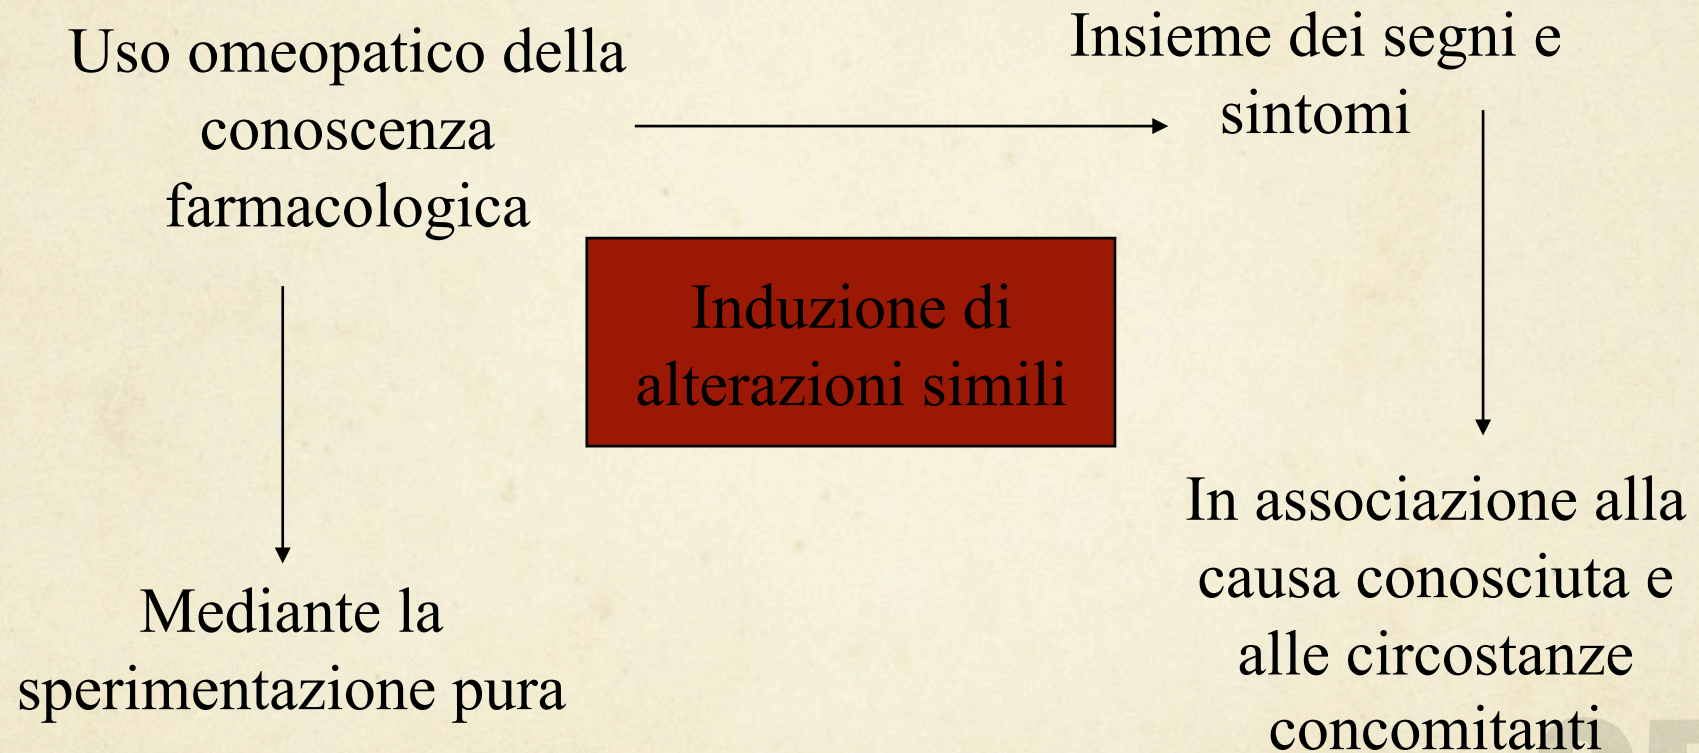 Uso omeopatico della
conoscenza
farmacologica
Insieme dei segni e
sintomi
Induzione di
alterazioni simili
Mediante la
sperimentazione pura
In associazione alla
causa conosciuta e
alle circostanze
concomitanti